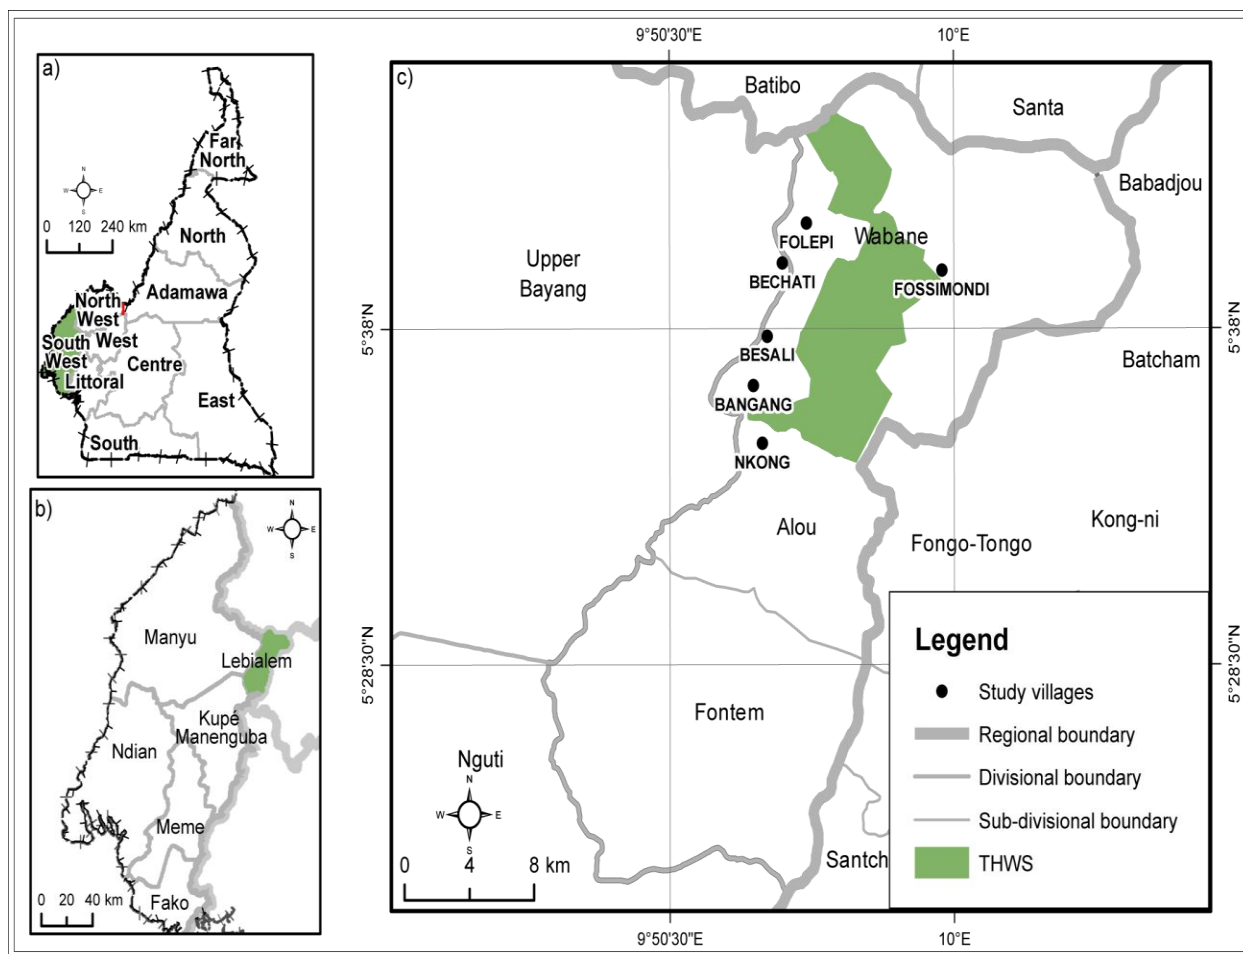 a)
Far
North
N
W E
S
0 120 240 km
North
Adamawa
North
West
West
South
West
Littoral
Centre
East
South
b)
N
W E
S
Manyu
Lebialem
Kupé
Manenguba
Ndian
Meme
Fako
0 20 40 km
9°50'30"E
10°E
c)
Batibo
Santa
Babadjou
FOLEPI
Wabane
Upper
Bayang
BECHATI
FOSSIMONDI
5°38'N
5°38'N
BESALI
Batcham
BANGANG
NKONG
Alou
Kong-ni
Fongo-Tongo
5°28'30"N
5°28'30"N
Fontem
Nguti
N
W E
S
0 4 8 km
Santch
Legend
Study villages
Regional boundary
Divisional boundary
Sub-divisional boundary
THWS
9°50'30"E
10°E